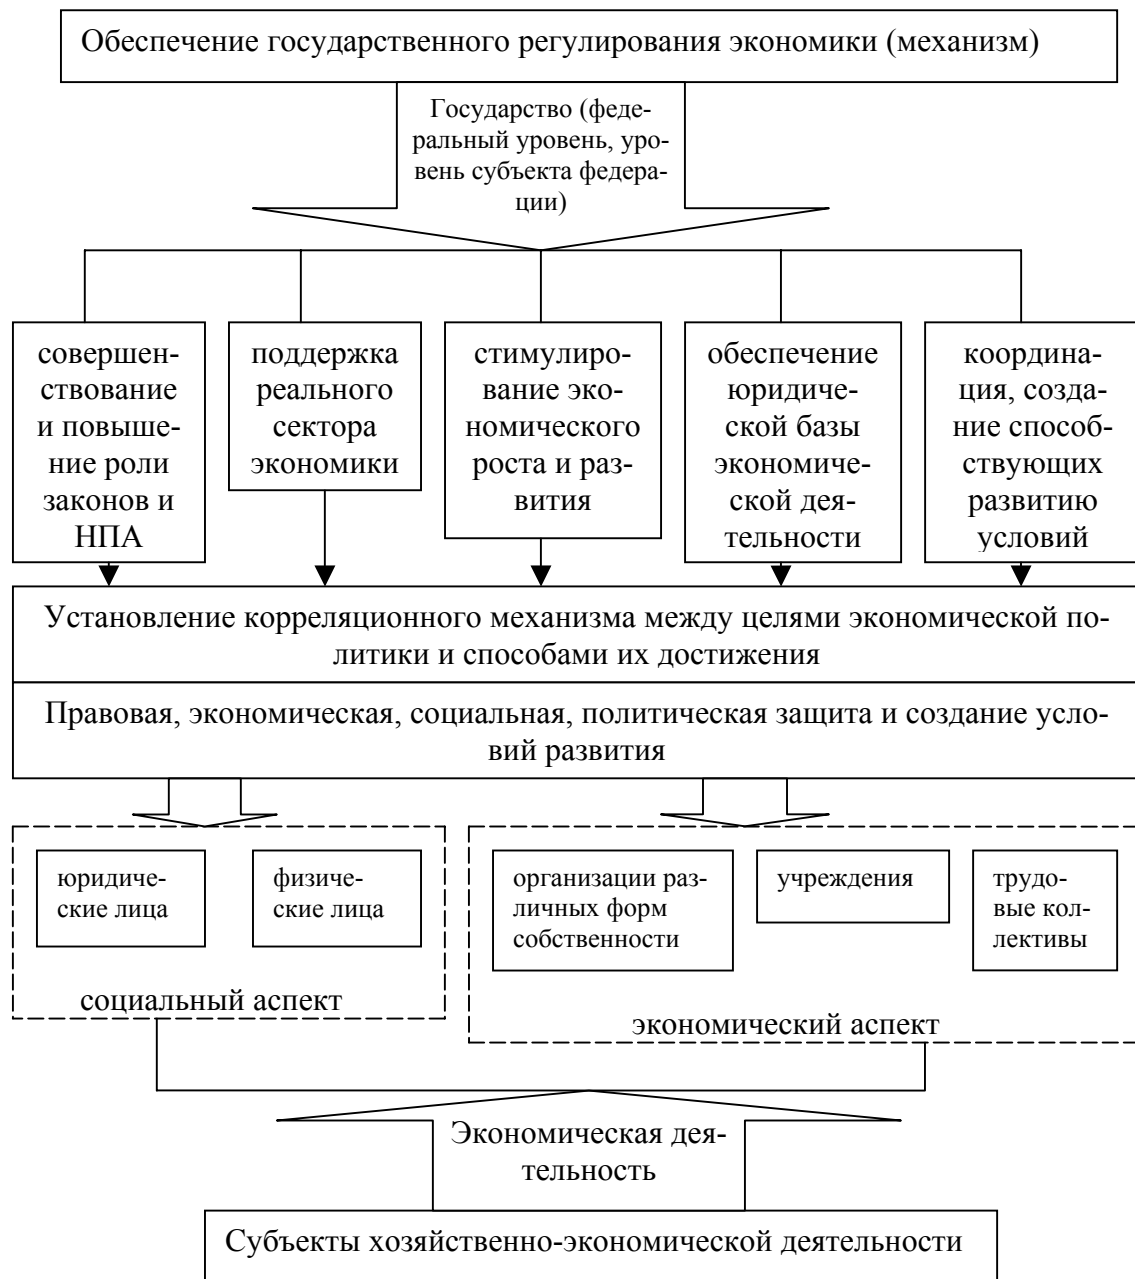 Обеспечение государственного регулирования экономики (механизм)
Государство (феде-
ральный уровень, уро-
вень субъекта федера-
ции)
совершен-
ствование
и повыше-
ние роли
законов и
НПА
поддержка
реального
сектора
экономики
стимулиро-
вание эко-
номического
роста и раз-
вития
обеспечение
юридиче-
ской базы
экономиче-
ской дея-
тельности
координа-
ция, созда-
ние способ-
ствующих
развитию
условий
Установление корреляционного механизма между целями экономической по-
литики и способами их достижения
Правовая, экономическая, социальная, политическая защита и создание усло-
вий развития
юридиче-
ские лица
физиче-
ские лица
социальный аспект
организации раз-
личных форм
собственности
учреждения
трудо-
вые кол-
лективы
экономический аспект
Экономическая дея-
тельность
Субъекты хозяйственно-экономической деятельности